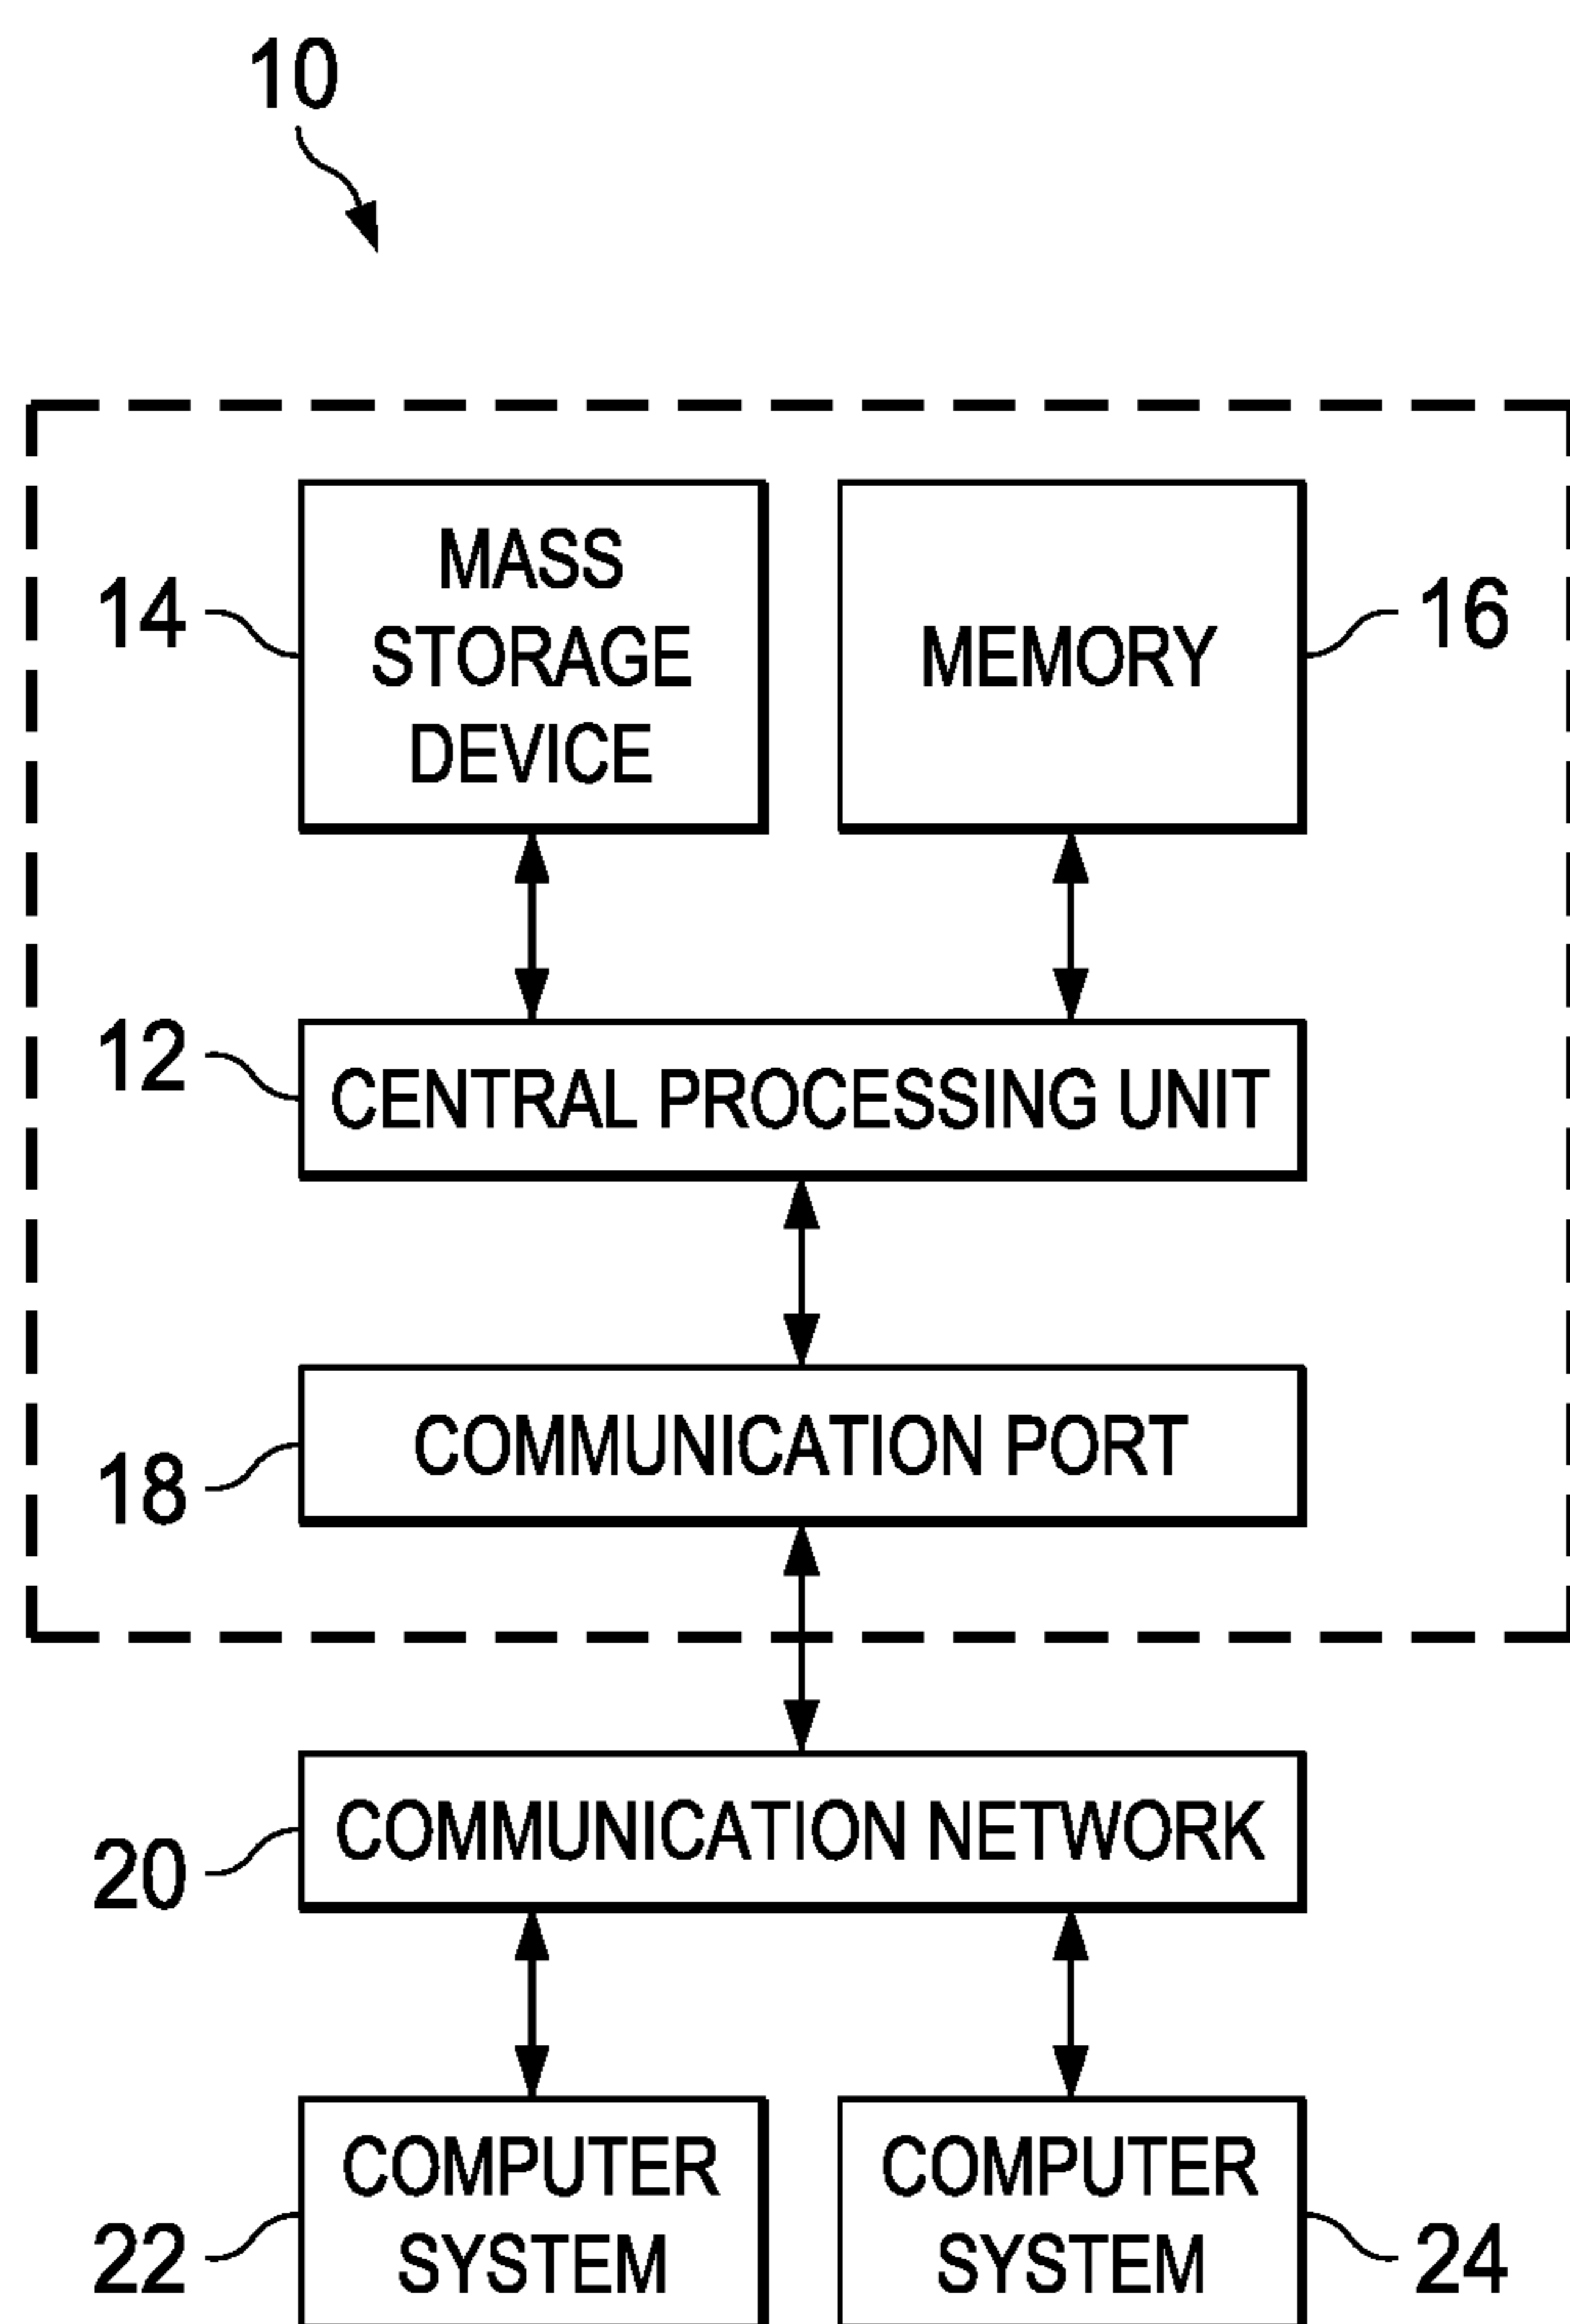 10
MASS
STORAGE
DEVICE
14
MEMORY
16
12
CENTRAL PROCESSING UNIT
COMMUNICATION PORT
18
COMMUNICATION NETWORK
20
COMPUTER
SYSTEM
22
COMPUTER
SYSTEM
24